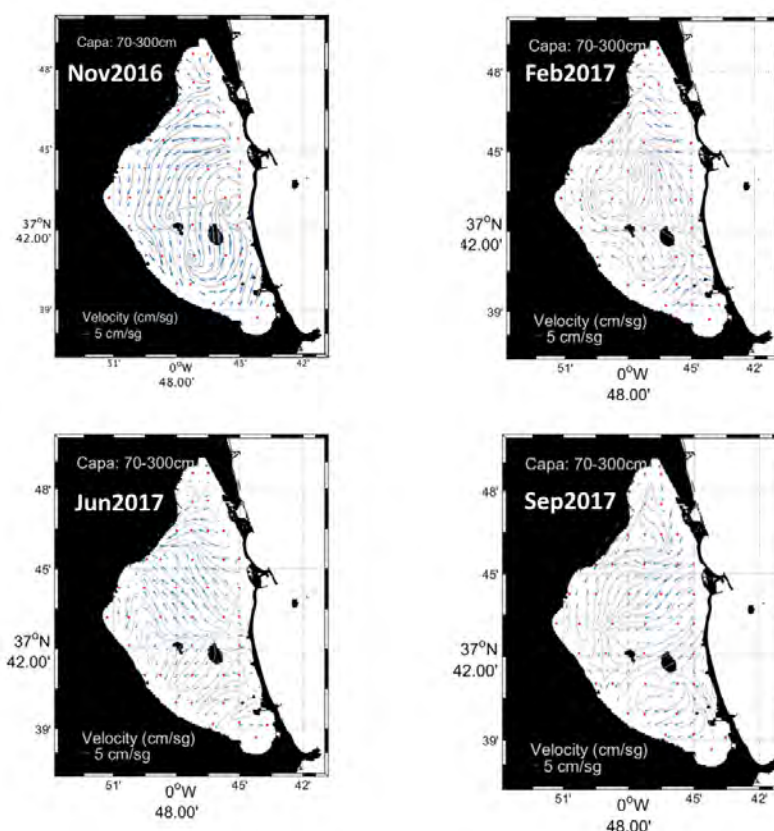 Capa: 70-300cm
Nov2016
48'
45'
37°N
42.00'
39'
Velocity (cm/sg)
5 cm/sg
51'
0°W
48.00'
45'
42'
Capa: 70-300cm
Feb2017
48'
45'
37°N
42.00'
39'
Velocity (cm/sg)
5 cm/sg
51'
0°W
48.00'
45'
42'
Capa: 70-300cm
Jun2017
48'
45'
37°N
42.00'
39'
Velocity (cm/sg)
5 cm/sg
51'
0°W
48.00'
45'
42'
Capa: 70-300cm
Sep2017
48'
45'
37°N
42.00'
39'
Velocity (cm/sg)
5 cm/sg
51'
0°W
48.00'
45'
42'